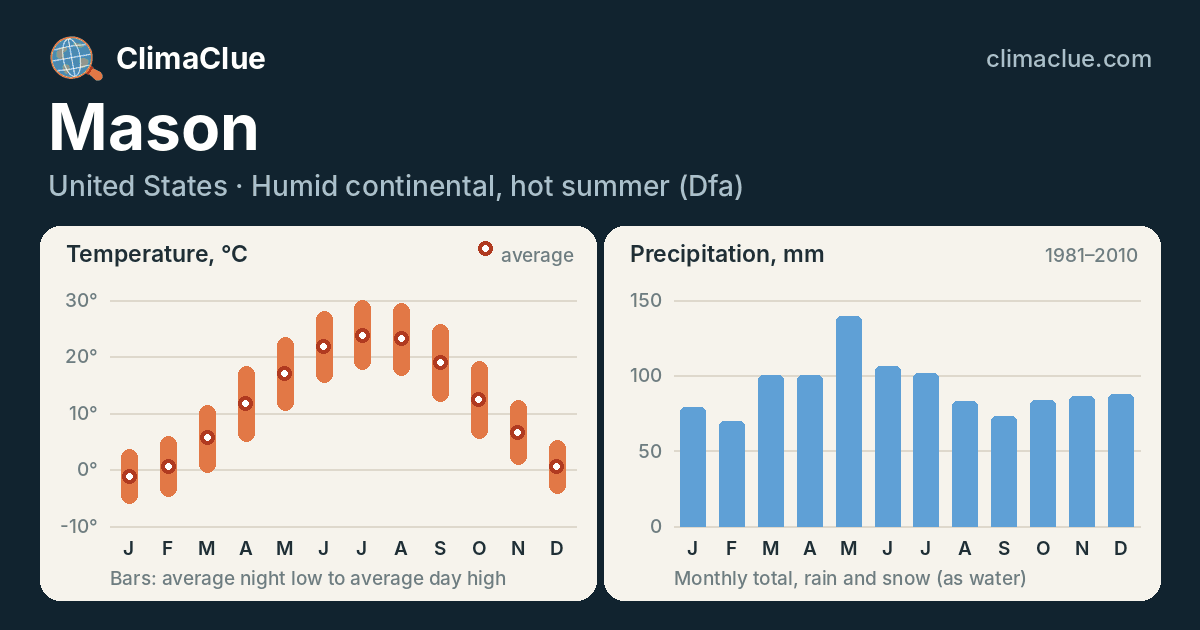 ClimaClue
climaclue.com
Mason
United States · Humid continental, hot summer (Dfa)
Temperature, °C
average
30°
20°
10°
0°
-10°
J F M A M J J A S O N D
Bars: average night low to average day high
Precipitation, mm
1981–2010
150
100
50
0
J F M A M J J A S O N D
Monthly total, rain and snow (as water)